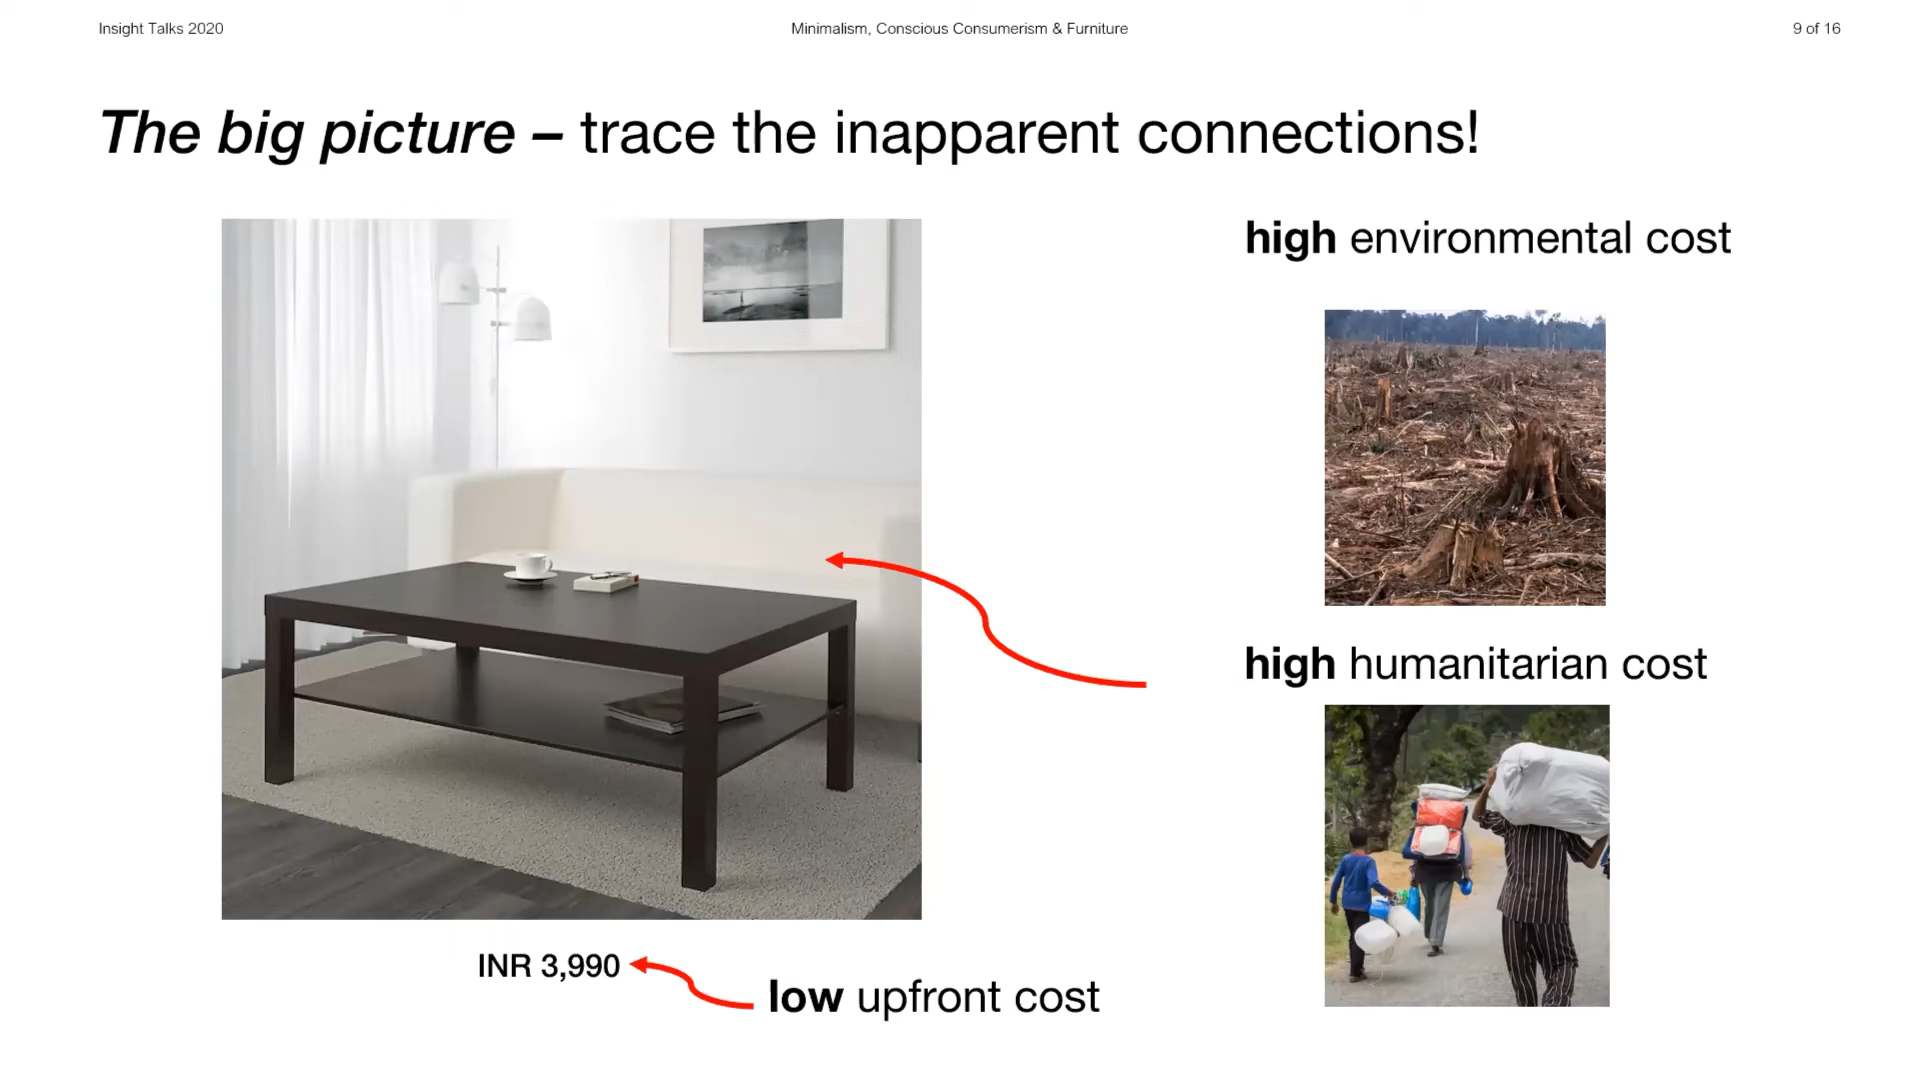 Insight Talks 2020
Minimalism, Conscious Consumerism & Furniture
9 of 16
The big picture – trace the inapparent connections!
high environmental cost
high humanitarian cost
INR 3,990
low upfront cost